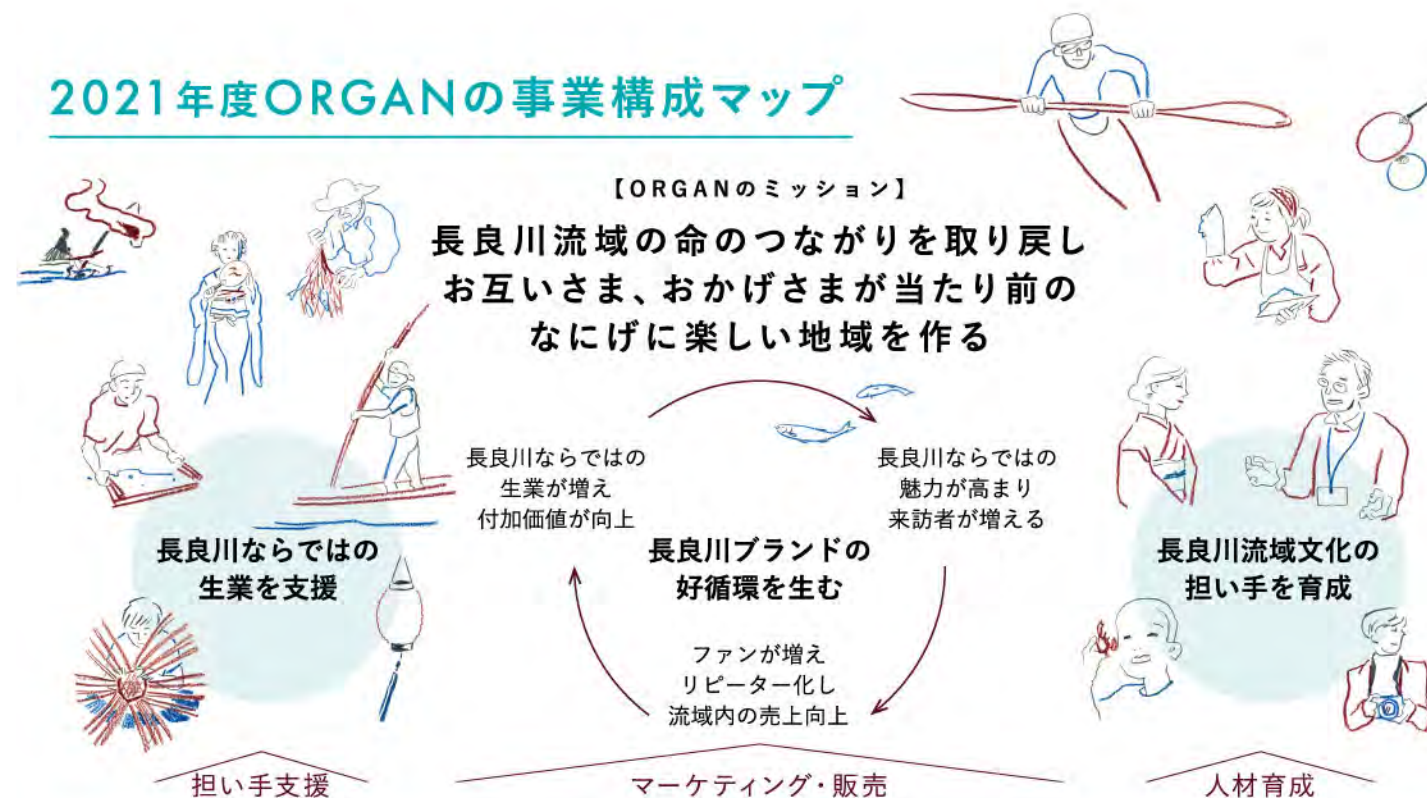 2021年度ORGANの事業構成マップ
【ORGANのミッション】
長良川流域の命のつながりを取り戻し
お互いさま、おかげさまが当たり前の
なにげに楽しい地域を作る
長良川ならではの
生業が増え
付加価値が向上
長良川ならではの
魅力が高まり
来訪者が増える
長良川ならではの
生業を支援
長良川ブランドの
好循環を生む
長良川流域文化の
担い手を育成
ファンが増え
リピーター化し
流域内の売上向上
担い手支援
マーケティング・販売
人材育成